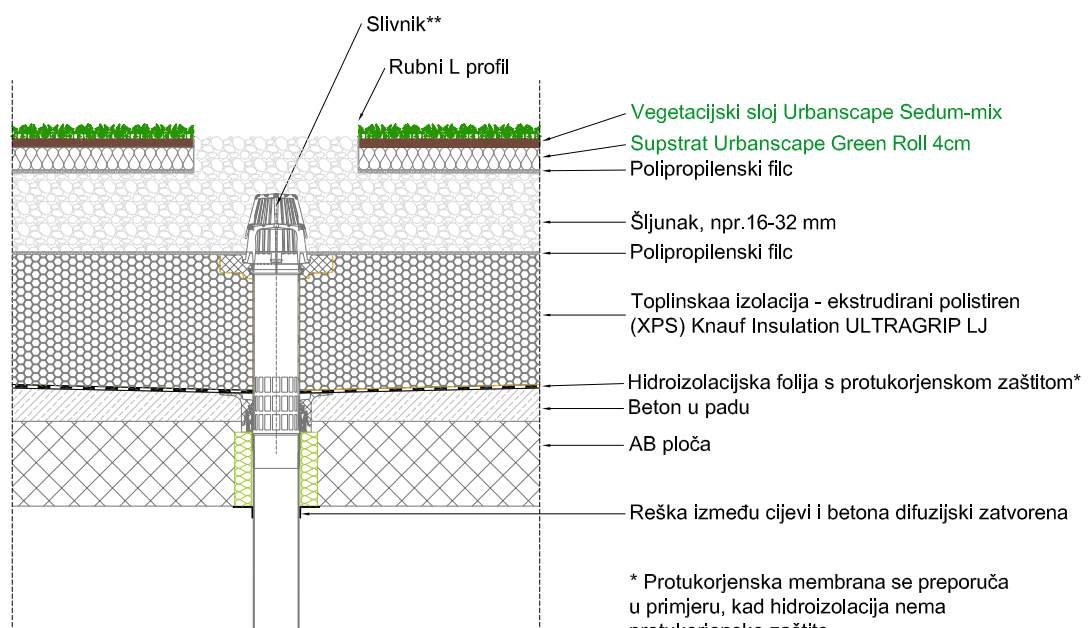 Slivnik**
Rubni L profil
Vegetacijski sloj Urbanscape Sedum-mix
Supstrat Urbanscape Green Roll 4cm
Polipropilenski filc
Šljunak, npr.16-32 mm
Polipropilenski filc
Toplinskaa izolacija - ekstrudirani polistiren
(XPS) Knauf Insulation ULTRAGRIP LJ
Hidroizolacijska folija s protukorjenskom zaštitom*
Beton u padu
AB ploča
Reška između cijevi i betona difuzijski zatvorena
* Protukorjenska membrana se preporuča
u primjeru, kad hidroizolacija nema